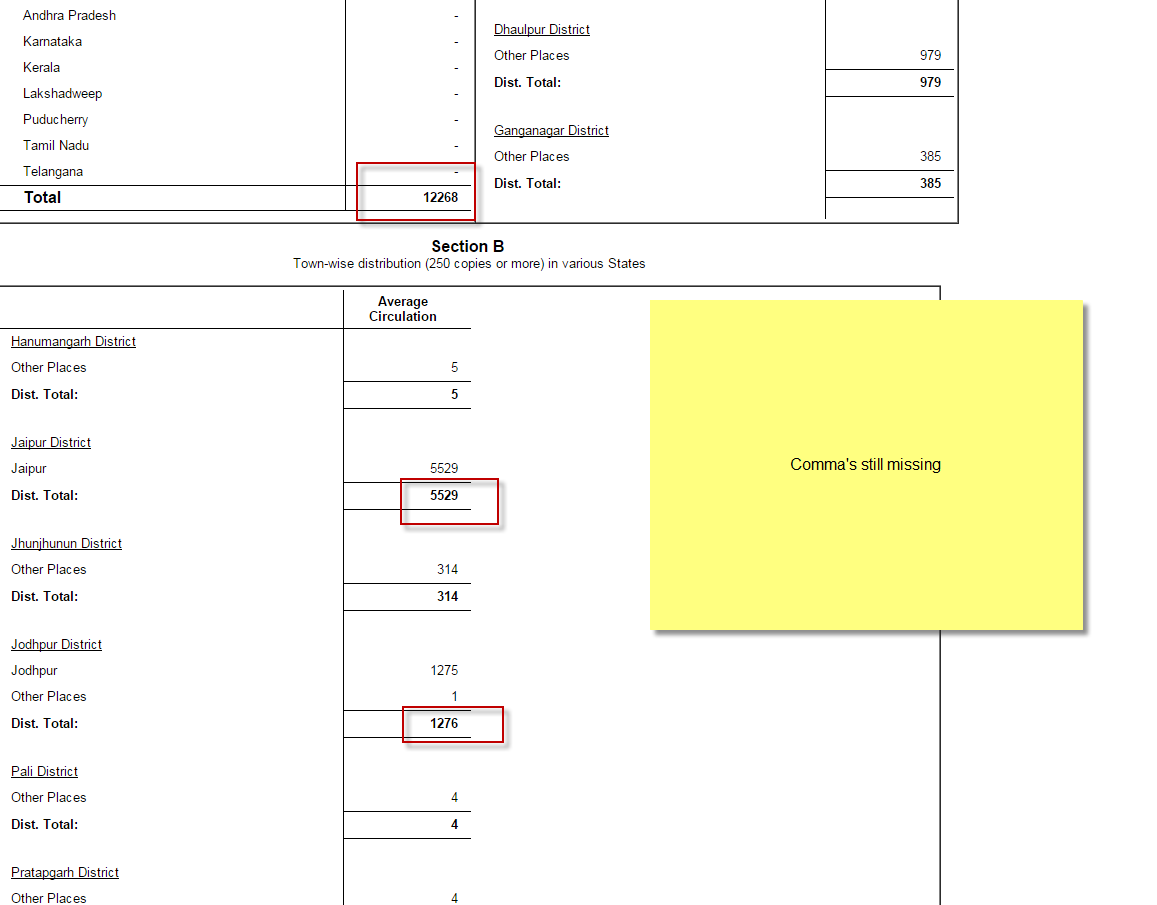 Andhra Pradesh -
Karnataka -
Kerala -
Lakshadweep -
Puducherry -
Tamil Nadu -
Telangana -
Total 12268
Dhaulpur District
Other Places 979
Dist. Total: 979
Ganganagar District
Other Places 385
Dist. Total: 385
Section B
Town-wise distribution (250 copies or more) in various States
Average
Circulation
Hanumangarh District
Other Places 5
Dist. Total: 5
Jaipur District
Jaipur 5529
Dist. Total: 5529
Jhunjhunun District
Other Places 314
Dist. Total: 314
Jodhpur District
Jodhpur 1275
Other Places 1
Dist. Total: 1276
Pali District
Other Places 4
Dist. Total: 4
Pratapgarh District
Other Places 4
Comma's still missing